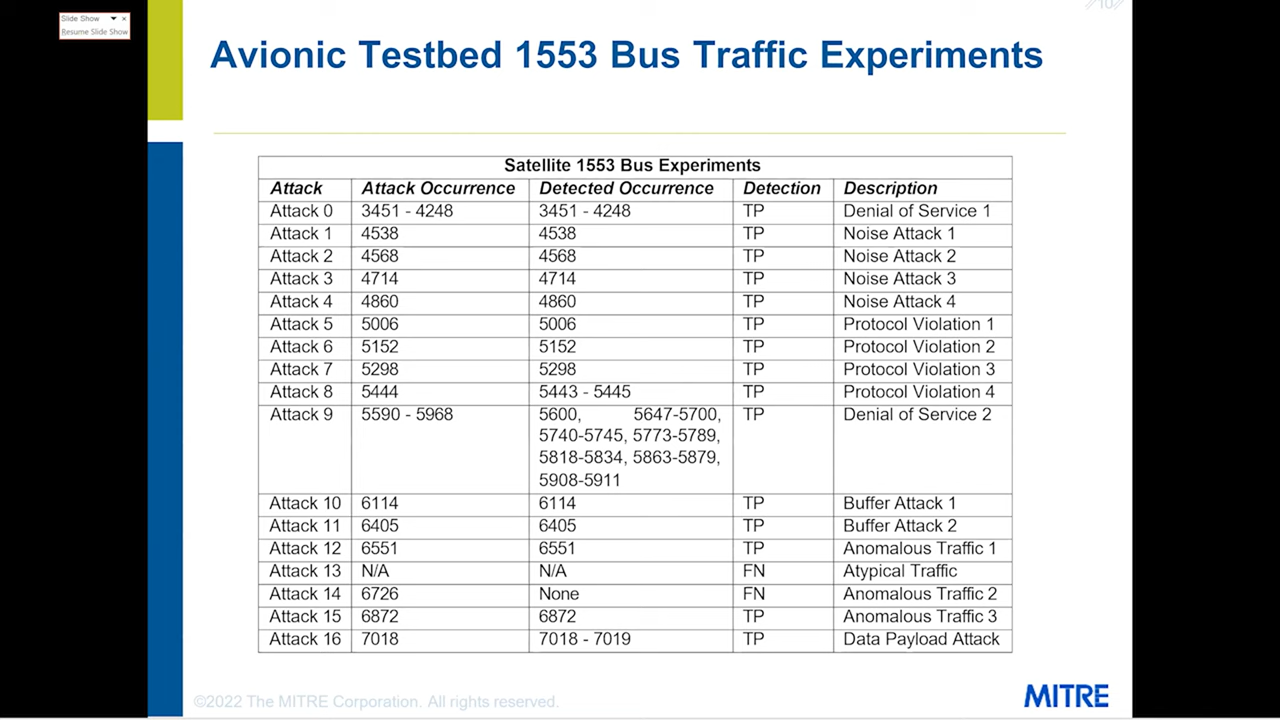 Slide Show
Resume Slide Show
10
Avionic Testbed 1553 Bus Traffic Experiments
Satellite 1553 Bus Experiments
Attack Attack Occurrence Detected Occurrence Detection Description
Attack 0 3451 - 4248 3451 - 4248 TP Denial of Service 1
Attack 1 4538 4538 TP Noise Attack 1
Attack 2 4568 4568 TP Noise Attack 2
Attack 3 4714 4714 TP Noise Attack 3
Attack 4 4860 4860 TP Noise Attack 4
Attack 5 5006 5006 TP Protocol Violation 1
Attack 6 5152 5152 TP Protocol Violation 2
Attack 7 5298 5298 TP Protocol Violation 3
Attack 8 5444 5443 - 5445 TP Protocol Violation 4
Attack 9 5590 - 5968 5600, 5647-5700, TP Denial of Service 2
5740-5745, 5773-5789,
5818-5834, 5863-5879,
5908-5911
Attack 10 6114 6114 TP Buffer Attack 1
Attack 11 6405 6405 TP Buffer Attack 2
Attack 12 6551 6551 TP Anomalous Traffic 1
Attack 13 N/A N/A FN Atypical Traffic
Attack 14 6726 None FN Anomalous Traffic 2
Attack 15 6872 6872 TP Anomalous Traffic 3
Attack 16 7018 7018 - 7019 TP Data Payload Attack
©2022 The MITRE Corporation. All rights reserved.
MITRE